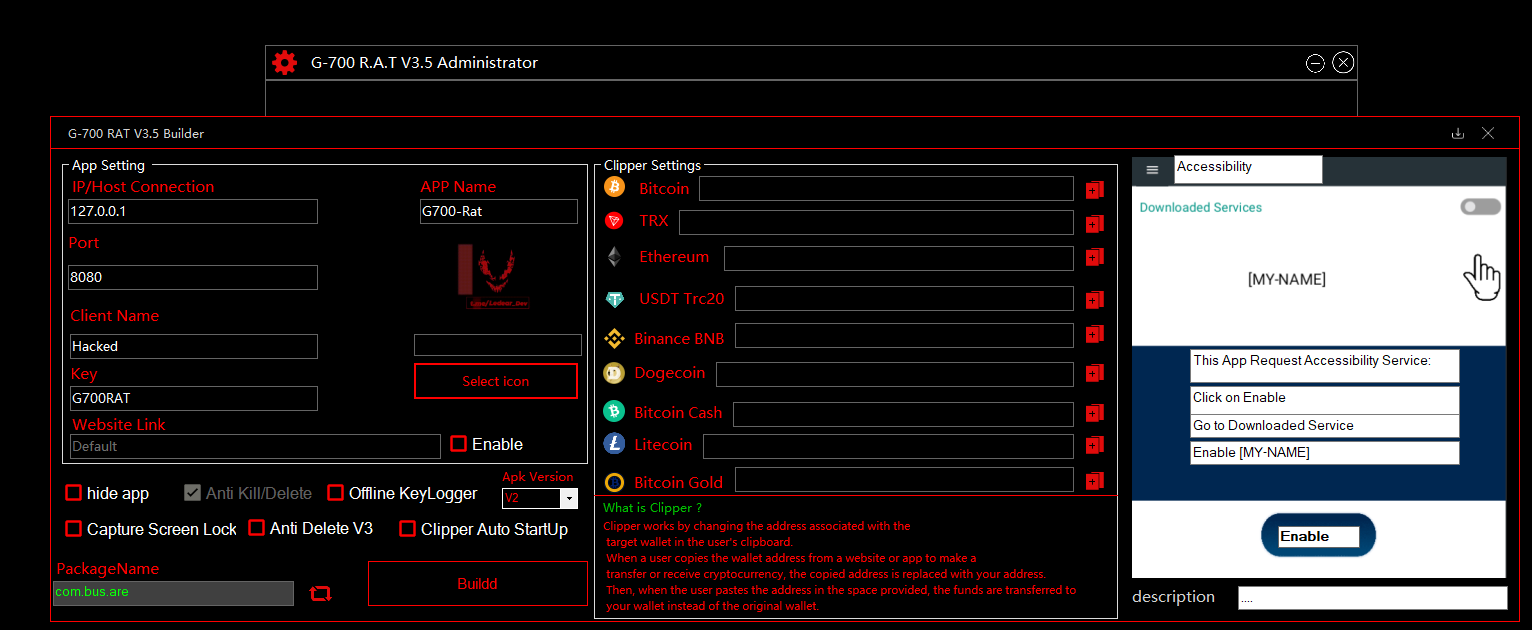 G-700 R.A.T V3.5 Administrator
G-700 RAT V3.5 Builder
App Setting
IP/Host Connection
127.0.0.1
APP Name
G700-Rat
Port
8080
Client Name
Hacked
Key
G700RAT
Select icon
Website Link
Default
Enable
hide app
Anti Kill/Delete
Offline KeyLogger
Apk Version
V2
Capture Screen Lock
Anti Delete V3
Clipper Auto StartUp
PackageName
com.bus.are
Buildd
Clipper Settings
Bitcoin
TRX
Ethereum
USDT Trc20
Binance BNB
Dogecoin
Bitcoin Cash
Litecoin
Bitcoin Gold
What is Clipper ?
Clipper works by changing the address associated with the
target wallet in the user's clipboard.
When a user copies the wallet address from a website or app to make a
transfer or receive cryptocurrency, the copied address is replaced with your address.
Then, when the user pastes the address in the space provided, the funds are transferred to
your wallet instead of the original wallet.
Accessibility
Downloaded Services
[MY-NAME]
This App Request Accessibility Service:
Click on Enable
Go to Downloaded Service
Enable [MY-NAME]
Enable
description
....